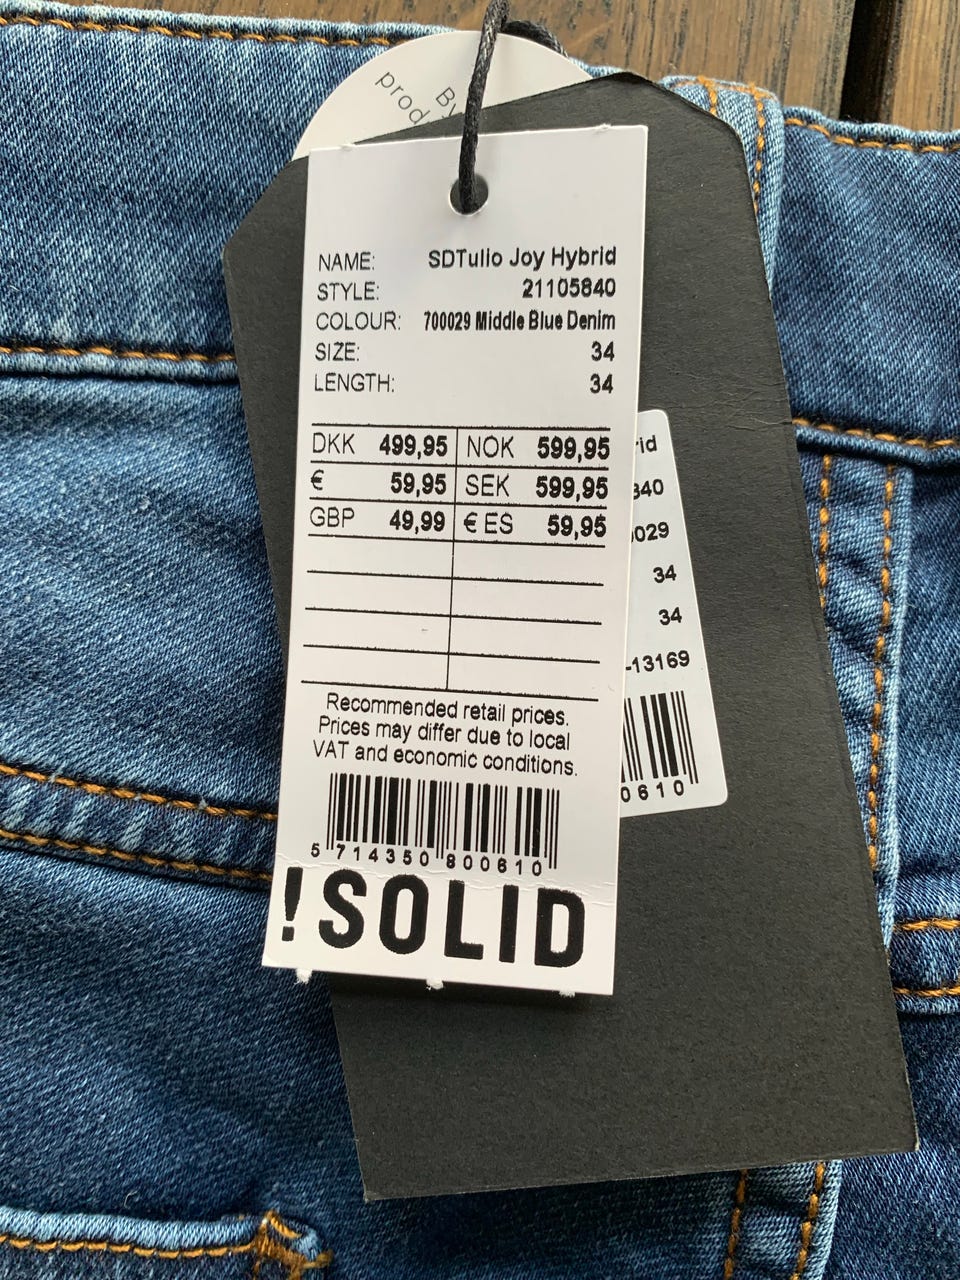 By
prod
NAME: SDTulio Joy Hybrid
STYLE: 21105840
COLOUR: 700029 Middle Blue Denim
SIZE: 34
LENGTH: 34
DKK 499,95 NOK 599,95
€ 59,95 SEK 599,95
GBP 49,99 € ES 59,95
Recommended retail prices.
Prices may differ due to local
VAT and economic conditions.
5 714350 800610
!SOLID
rid
340
0029
34
34
-13169
0610